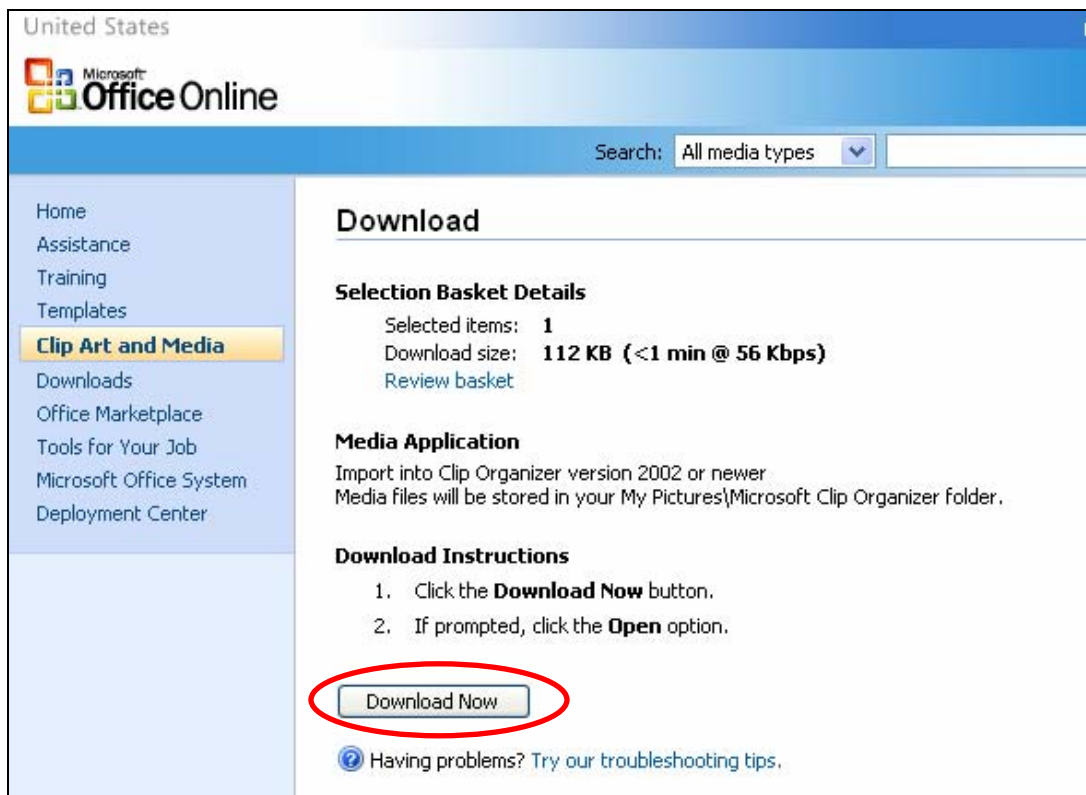 United States
Microsoft
Office Online
Search: All media types
Home
Assistance
Training
Templates
Clip Art and Media
Downloads
Office Marketplace
Tools for Your Job
Microsoft Office System
Deployment Center
Download
Selection Basket Details
Selected items: 1
Download size: 112 KB (<1 min @ 56 Kbps)
Review basket
Media Application
Import into Clip Organizer version 2002 or newer
Media files will be stored in your My Pictures\Microsoft Clip Organizer folder.
Download Instructions
1. Click the Download Now button.
2. If prompted, click the Open option.
Download Now
Having problems? Try our troubleshooting tips.